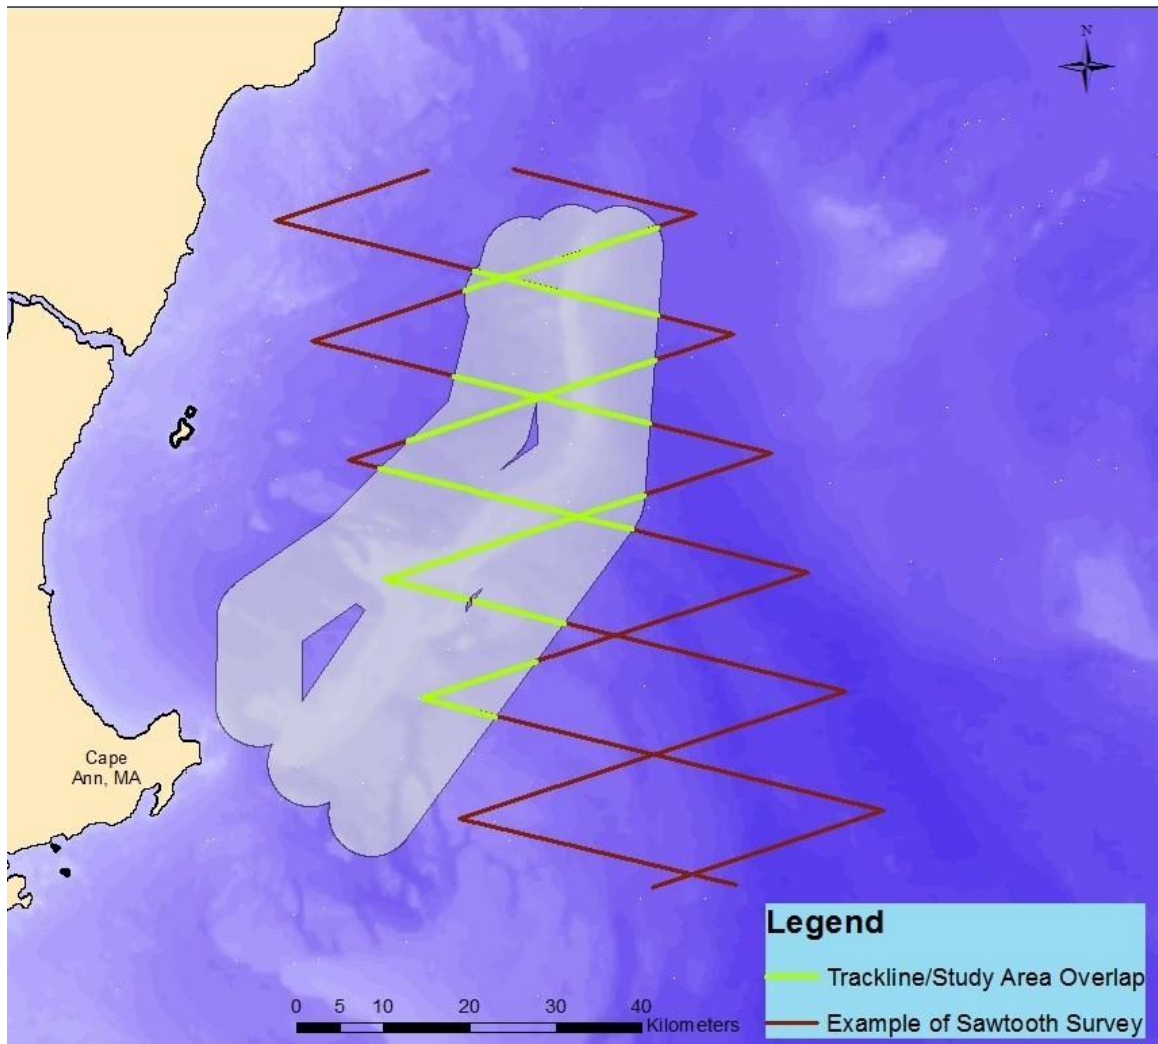 N
Cape
Ann, MA
Legend
Trackline/Study Area Overlap
Example of Sawtooth Survey
0 5 10 20 30 40
Kilometers